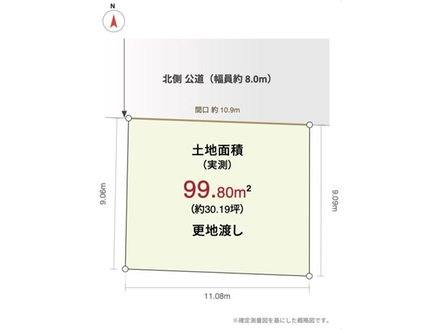 N
北側 公道（幅員約 8.0m）
間口 約 10.9m
土地面積
（実測）
99.80m²
（約30.19坪）
更地渡し
9.06m
9.09m
11.08m
※確定測量図を基にした概略図です。